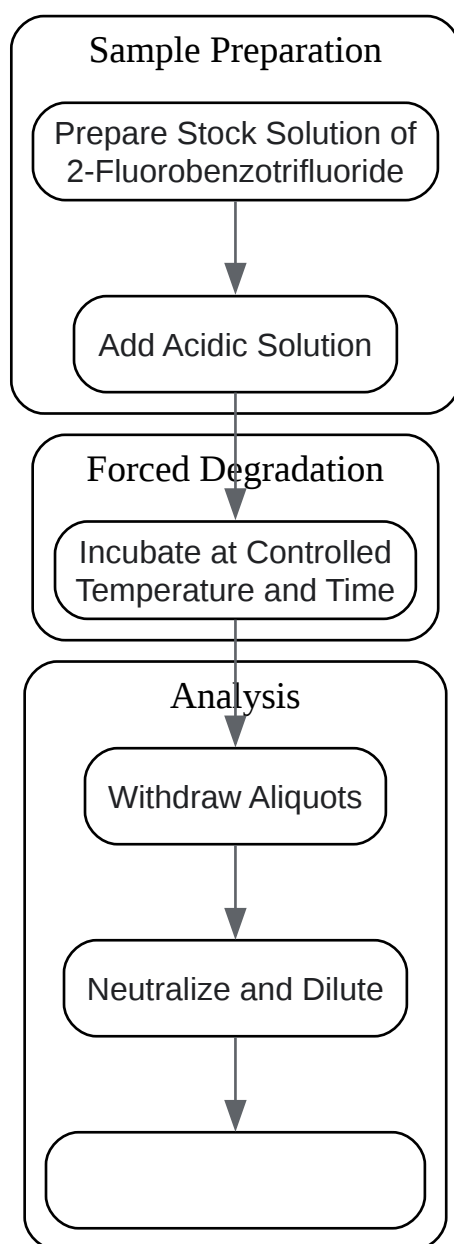 Sample Preparation
Prepare Stock Solution of
2-Fluorobenzotrifluoride
Add Acidic Solution
Forced Degradation
Incubate at Controlled
Temperature and Time
Analysis
Withdraw Aliquots
Neutralize and Dilute